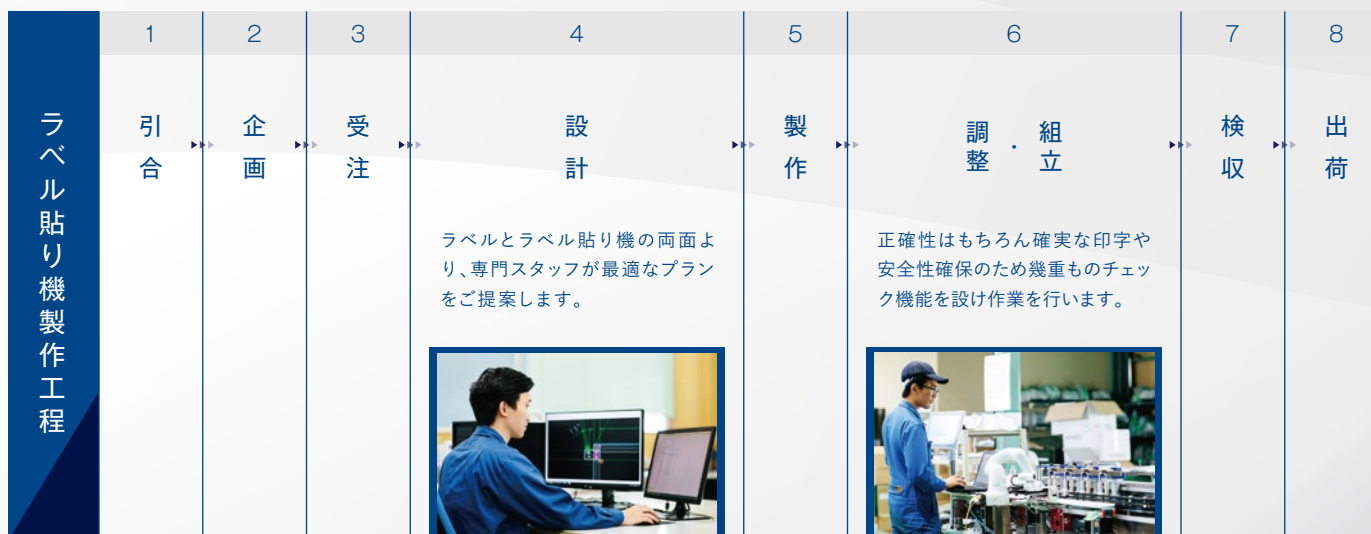 ラベル貼り機製作工程
1
引合
2
企画
3
受注
4
設計
ラベルとラベル貼り機の両面よ
り、専門スタッフが最適なプラン
をご提案します。
5
製作
6
組立・
調整
正確性はもちろん確実な印字や
安全性確保のため幾重ものチェッ
ク機能を設け作業を行います。
7
検収
8
出荷